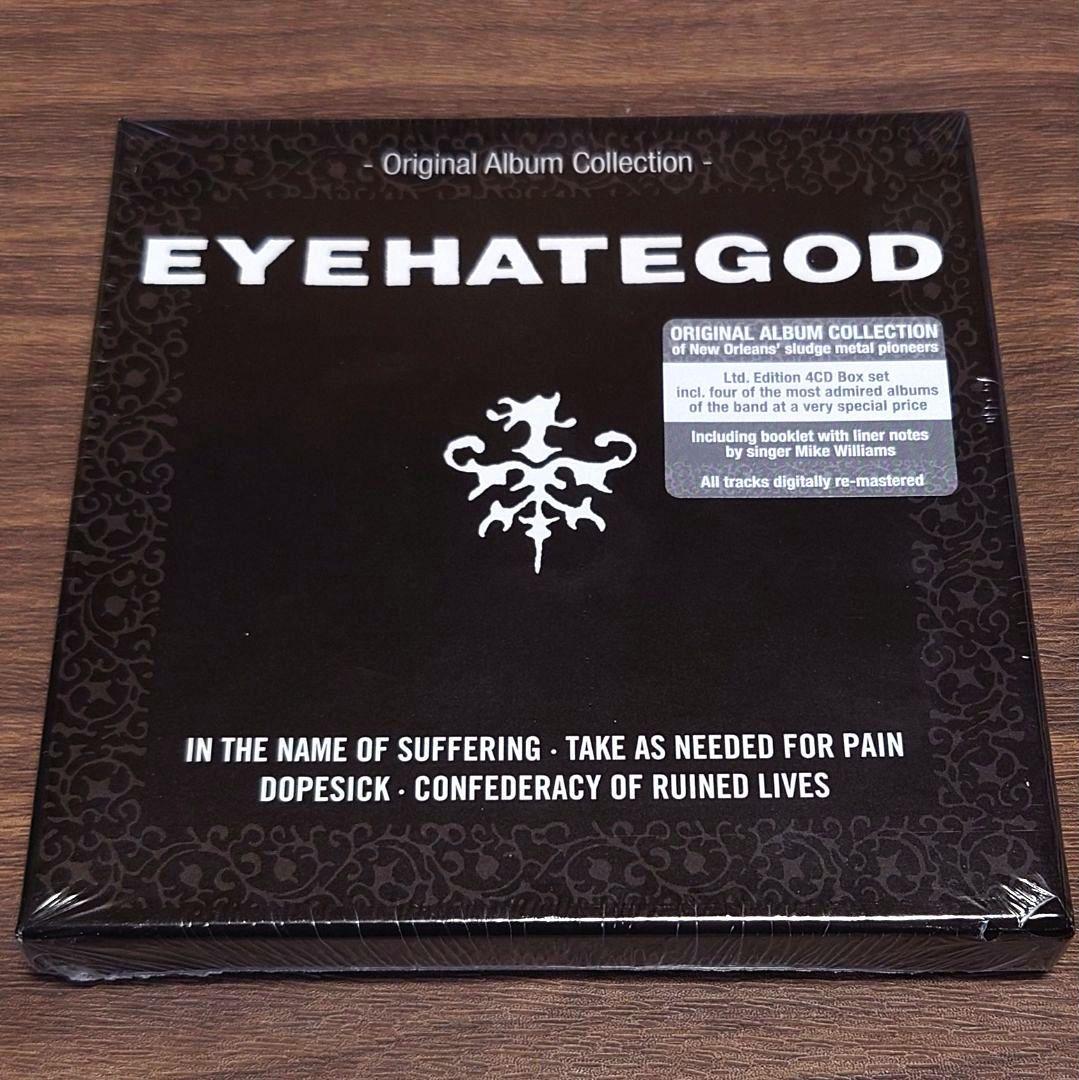 - Original Album Collection -
EYEHATEGOD
ORIGINAL ALBUM COLLECTION
of New Orleans' sludge metal pioneers
Ltd. Edition 4CD Box set
incl. four of the most admired albums
of the band at a very special price
Including booklet with liner notes
by singer Mike Williams
All tracks digitally re-mastered
IN THE NAME OF SUFFERING · TAKE AS NEEDED FOR PAIN
DOPESICK · CONFEDERACY OF RUINED LIVES